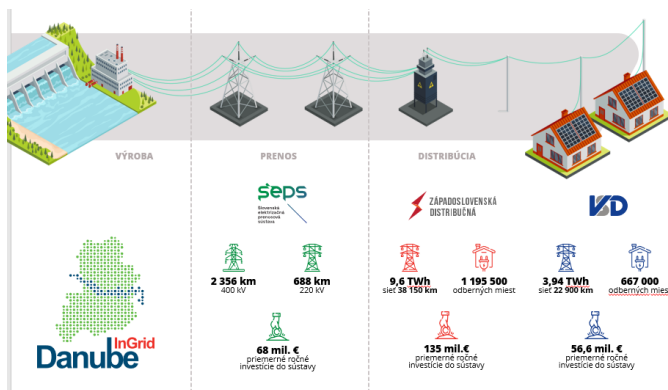 VÝROBA
PRENOS
DISTRIBÚCIA
seps
Slovenská
elektrizačná
prenosová
sústava
ZÁPADOSLOVENSKÁ
DISTRIBUČNÁ
VSD
2 356 km
400 kV
688 km
220 kV
9,6 TWh
sieť 38 150 km
1 195 500
odberných miest
3,94 TWh
sieť 22 900 km
667 000
odberných miest
68 mil. €
priemerné ročné
investície do sústavy
135 mil.€
priemerné ročné
investície do sústavy
56,6 mil. €
priemerné ročné
investície do sústavy
InGrid
Danube